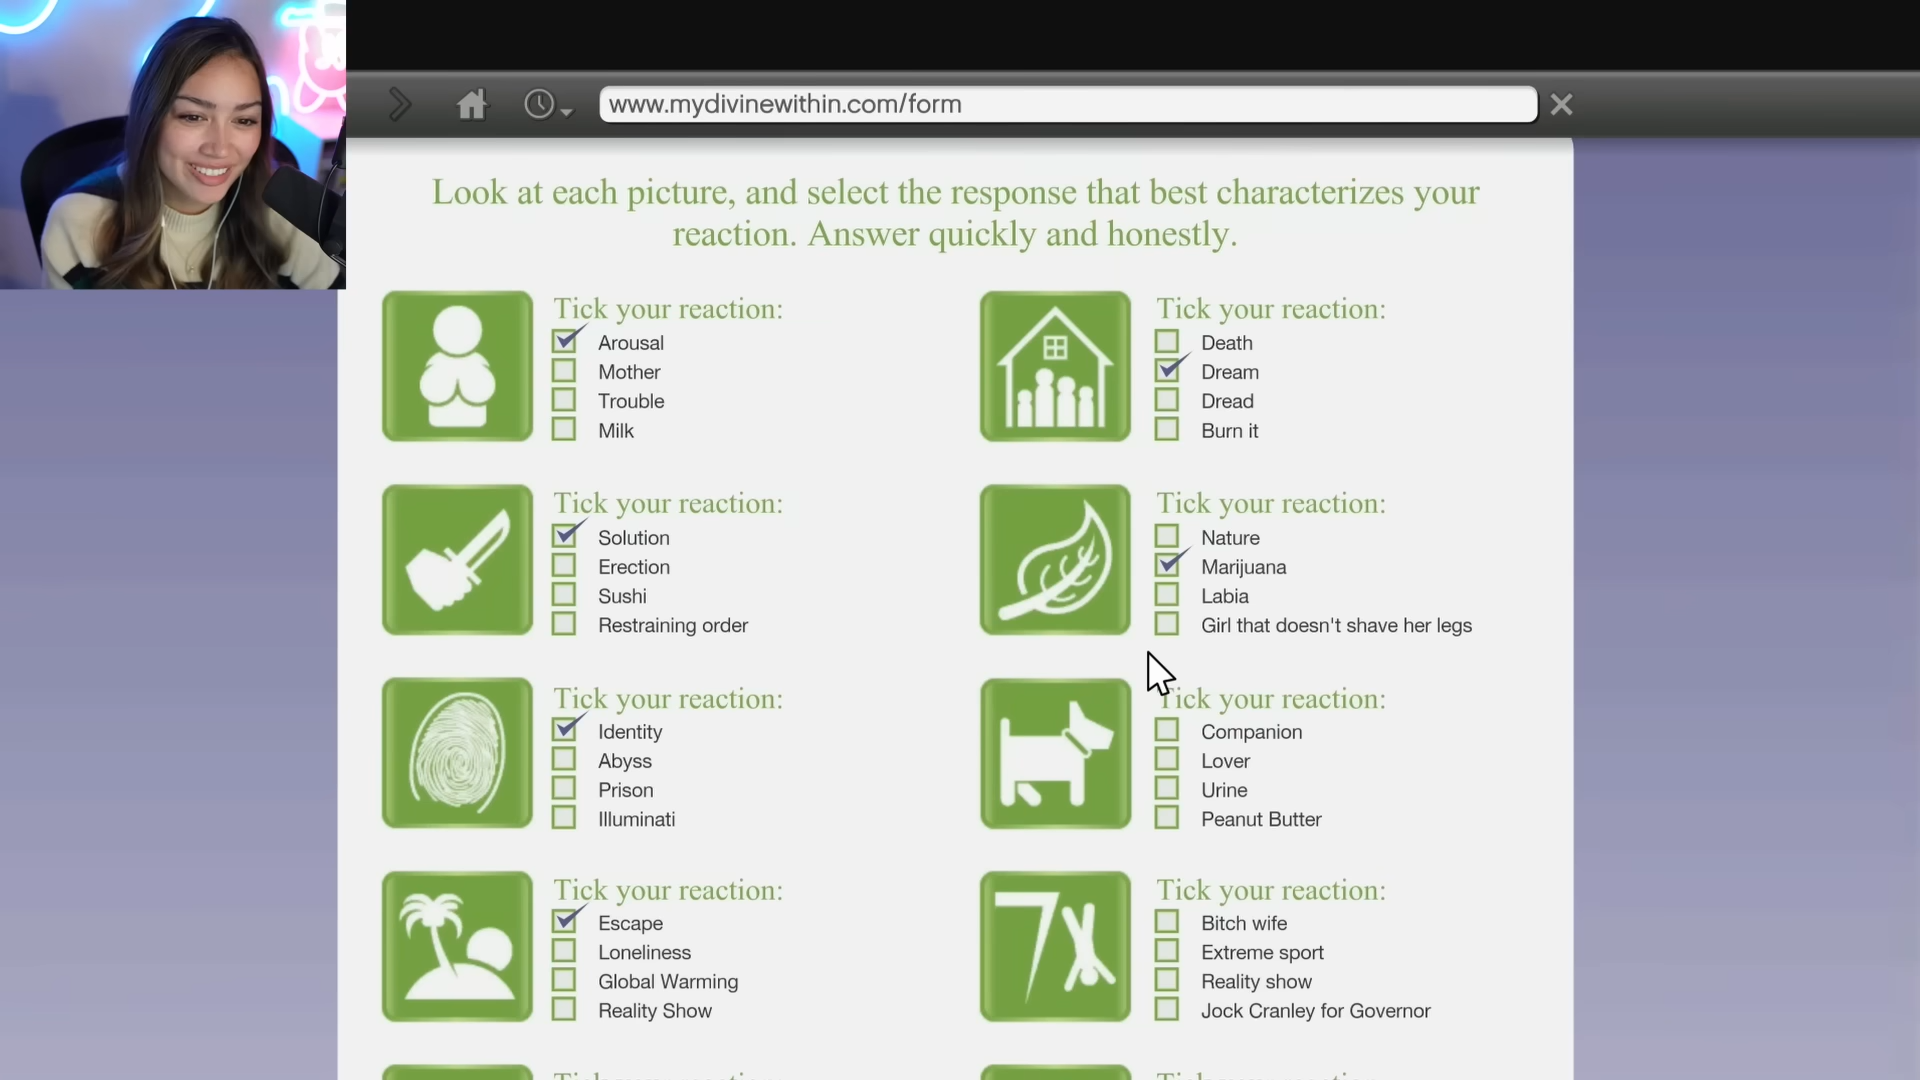 www.mydivinewithin.com/form
Look at each picture, and select the response that best characterizes your
reaction. Answer quickly and honestly.
Tick your reaction:
Arousal
Mother
Trouble
Milk
Tick your reaction:
Death
Dream
Dread
Burn it
Tick your reaction:
Solution
Erection
Sushi
Restraining order
Tick your reaction:
Nature
Marijuana
Labia
Girl that doesn't shave her legs
Tick your reaction:
Identity
Abyss
Prison
Illuminati
Tick your reaction:
Companion
Lover
Urine
Peanut Butter
Tick your reaction:
Escape
Loneliness
Global Warming
Reality Show
Tick your reaction:
Bitch wife
Extreme sport
Reality show
Jock Cranley for Governor